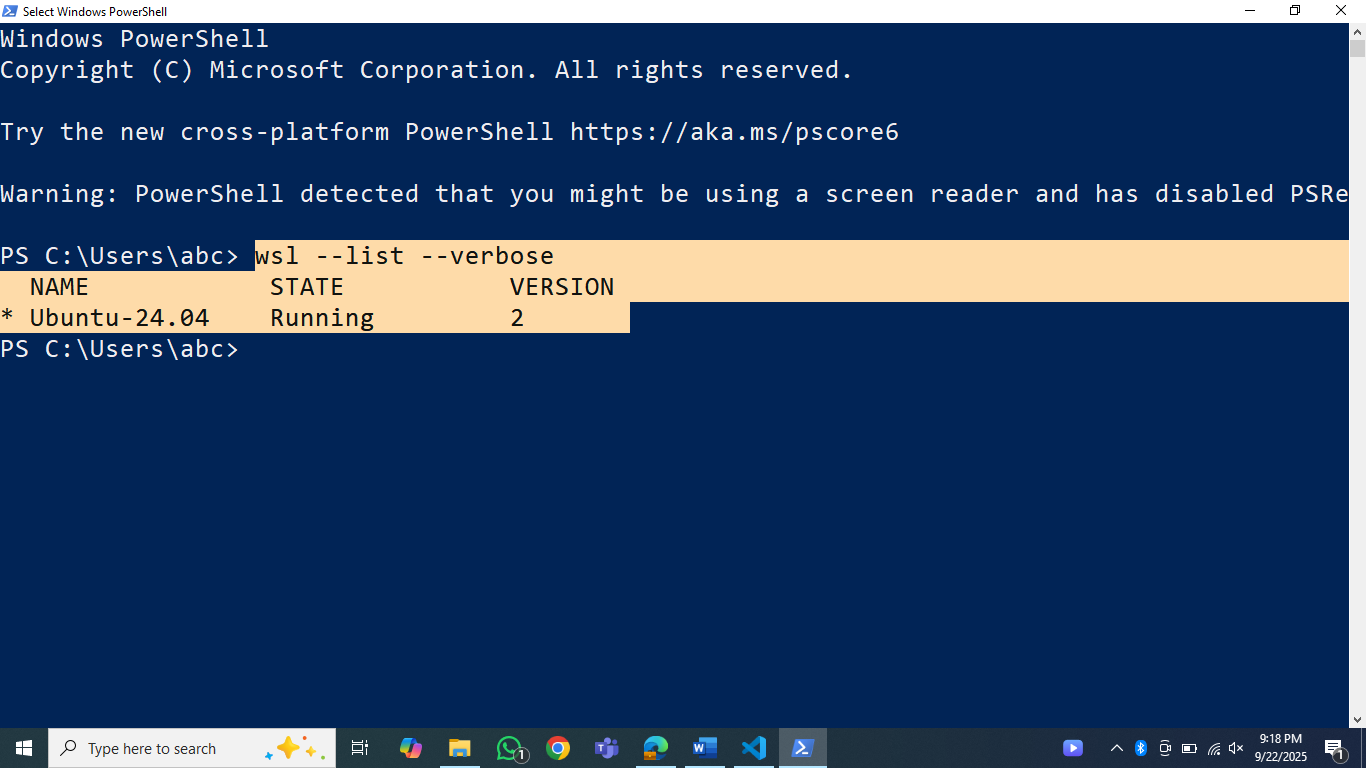 Select Windows PowerShell
Windows PowerShell
Copyright (C) Microsoft Corporation. All rights reserved.
Try the new cross-platform PowerShell https://aka.ms/pscore6
Warning: PowerShell detected that you might be using a screen reader and has disabled PSRe
PS C:\Users\abc> wsl --list --verbose
  NAME            STATE           VERSION
* Ubuntu-24.04    Running         2
PS C:\Users\abc>
Type here to search
1
9:18 PM
9/22/2025
1